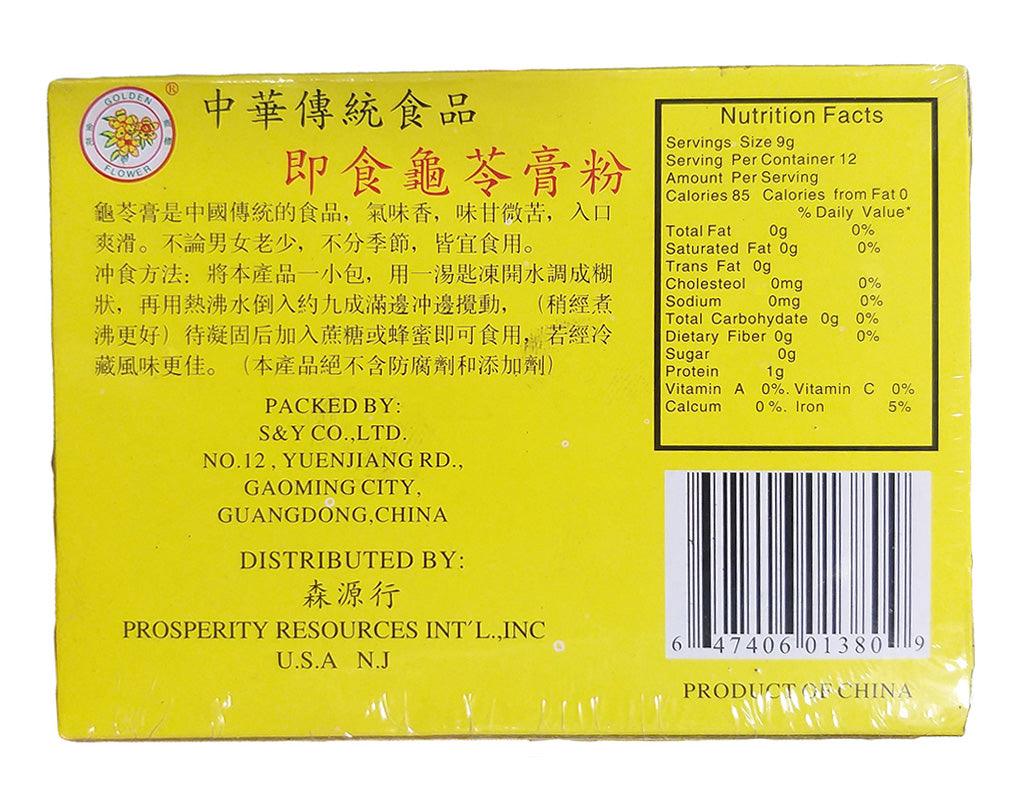 GOLDEN
FLOWER
®
中華傳統食品
即食龜苓膏粉
龜苓膏是中國傳統的食品，氣味香，味甘微苦，入口
爽滑。不論男女老少，不分季節，皆宜食用。
冲食方法：將本產品一小包，用一湯匙凍開水調成糊
狀，再用熱沸水倒入約九成滿邊冲邊攪動，（稍經煮
沸更好）待凝固后加入蔗糖或蜂蜜即可食用，若經冷
藏風味更佳。（本產品絕不含防腐劑和添加劑）
PACKED BY:
S&Y CO.,LTD.
NO.12 , YUENJIANG RD.,
GAOMING CITY,
GUANGDONG,CHINA
DISTRIBUTED BY:
森源行
PROSPERITY RESOURCES INT'L.,INC
U.S.A N.J
Nutrition Facts
Servings Size 9g
Serving Per Container 12
Amount Per Serving
Calories 85 Calories from Fat 0
% Daily Value*
Total Fat 0g 0%
Saturated Fat 0g 0%
Trans Fat 0g
Cholesteol 0mg 0%
Sodium 0mg 0%
Total Carbohydate 0g 0%
Dietary Fiber 0g 0%
Sugar 0g
Protein 1g
Vitamin A 0%. Vitamin C 0%
Calcum 0%. Iron 5%
6 47406 01380 9
PRODUCT OF CHINA